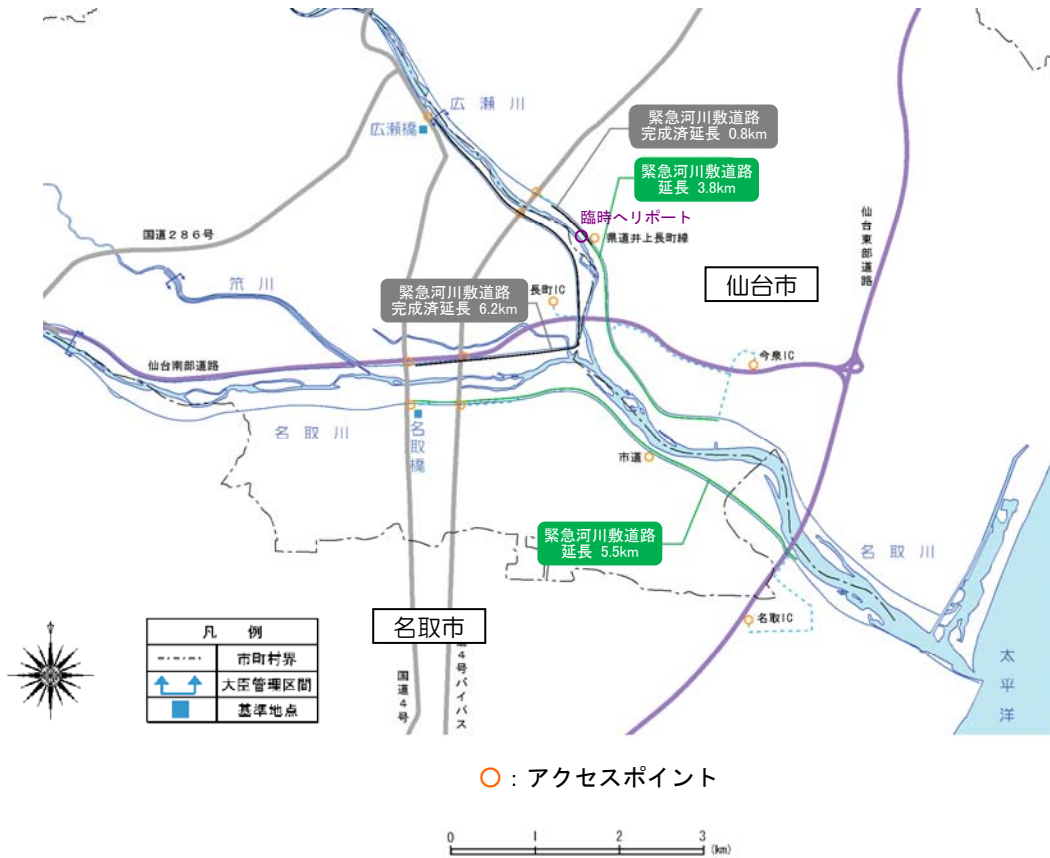 広瀬川
広瀬橋
緊急河川敷道路
完成済延長 0.8km
緊急河川敷道路
延長 3.8km
臨時ヘリポート
県道井上長町線
仙台東部道路
国道286号
笊川
仙台市
長町IC
緊急河川敷道路
完成済延長 6.2km
今泉IC
仙台南部道路
名取川
名取橋
市道
緊急河川敷道路
延長 5.5km
名取川
名取IC
名取市
凡例
市町村界
大臣管理区間
基準地点
国道4号
道4号バイパス
太平洋
○：アクセスポイント
0 1 2 3 (km)